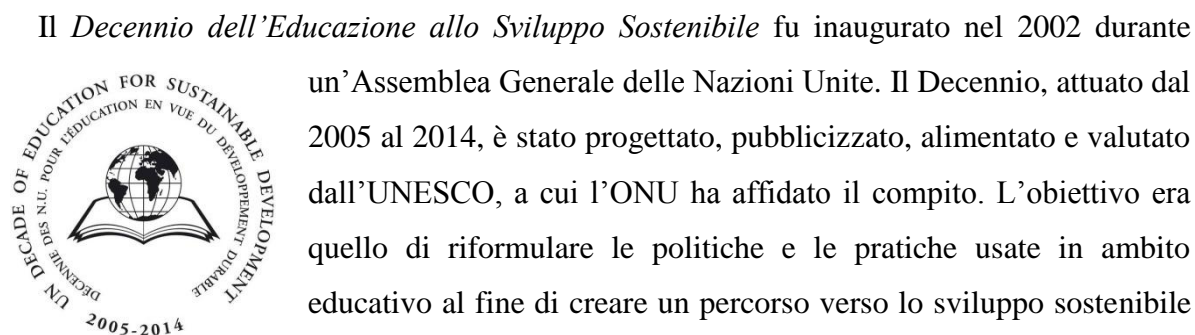 Il Decennio dell’Educazione allo Sviluppo Sostenibile fu inaugurato nel 2002 durante
un’Assemblea Generale delle Nazioni Unite. Il Decennio, attuato dal
2005 al 2014, è stato progettato, pubblicizzato, alimentato e valutato
dall’UNESCO, a cui l’ONU ha affidato il compito. L’obiettivo era
quello di riformulare le politiche e le pratiche usate in ambito
educativo al fine di creare un percorso verso lo sviluppo sostenibile
UN DECADE OF EDUCATION FOR SUSTAINABLE DEVELOPMENT
DÉCENNIE DES N.U. POUR L'ÉDUCATION EN VUE DU DÉVELOPPEMENT DURABLE
2005-2014